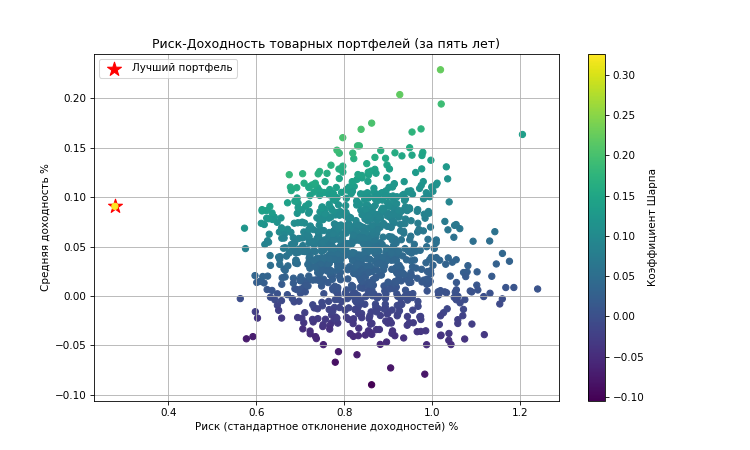 Риск-Доходность товарных портфелей (за пять лет)
Лучший портфель
0.20
0.15
0.10
0.05
0.00
−0.05
−0.10
Средняя доходность %
0.4 0.6 0.8 1.0 1.2
Риск (стандартное отклонение доходностей) %
0.30
0.25
0.20
0.15
0.10
0.05
0.00
−0.05
−0.10
Коэффициент Шарпа